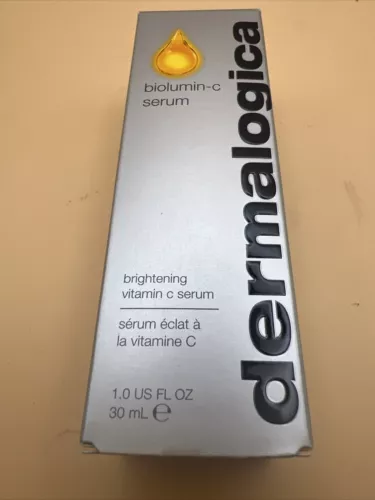 biolumin-c
serum
dermalogica
brightening
vitamin c serum
sérum éclat à
la vitamine C
1.0 US FL OZ
30 mL ℮